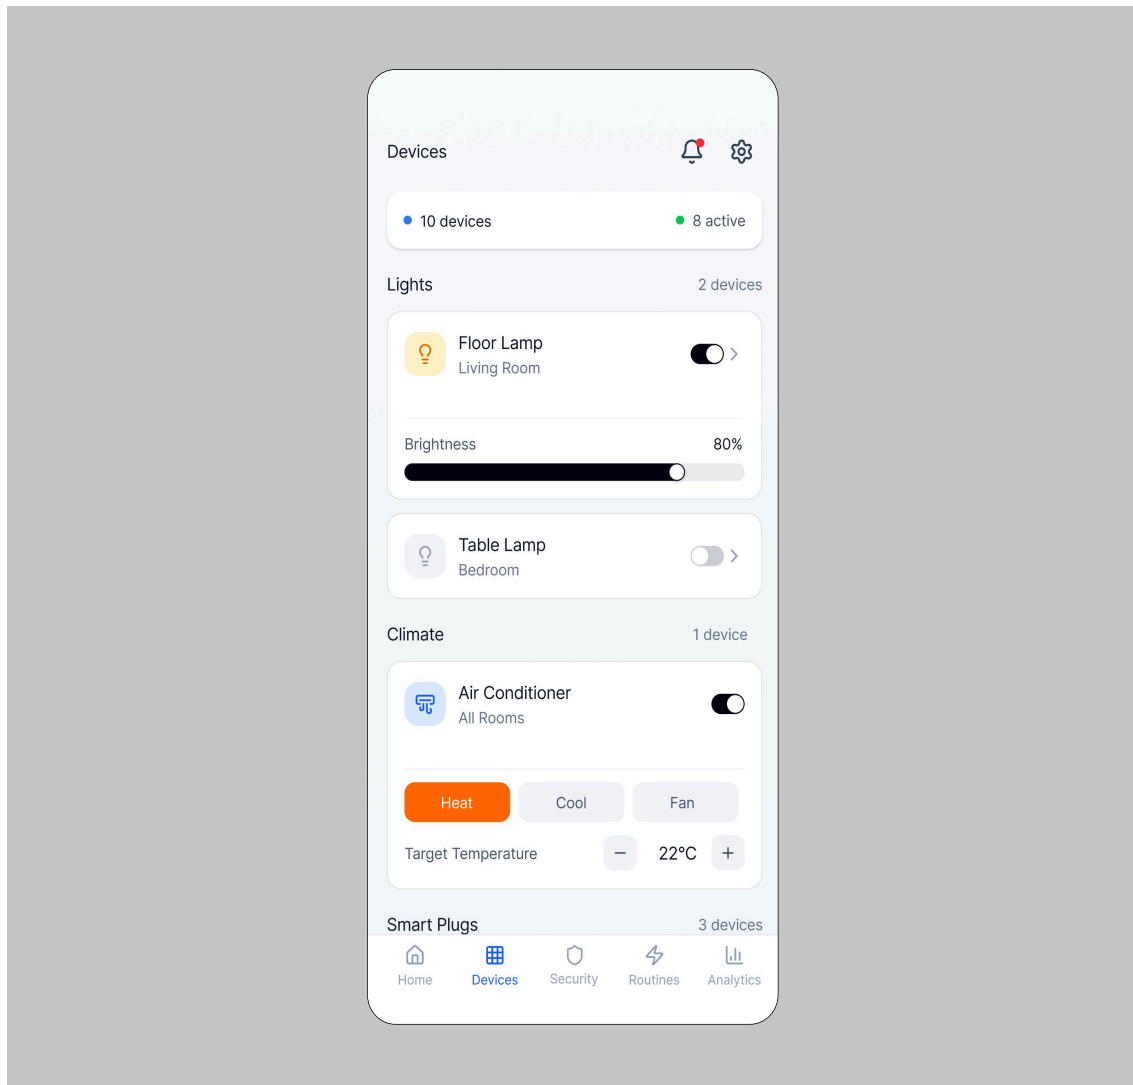 Devices
10 devices
8 active
Lights
2 devices
Floor Lamp
Living Room
Brightness
80%
Table Lamp
Bedroom
Climate
1 device
Air Conditioner
All Rooms
Heat
Cool
Fan
Target Temperature
−
22°C
+
Smart Plugs
3 devices
Home
Devices
Security
Routines
Analytics